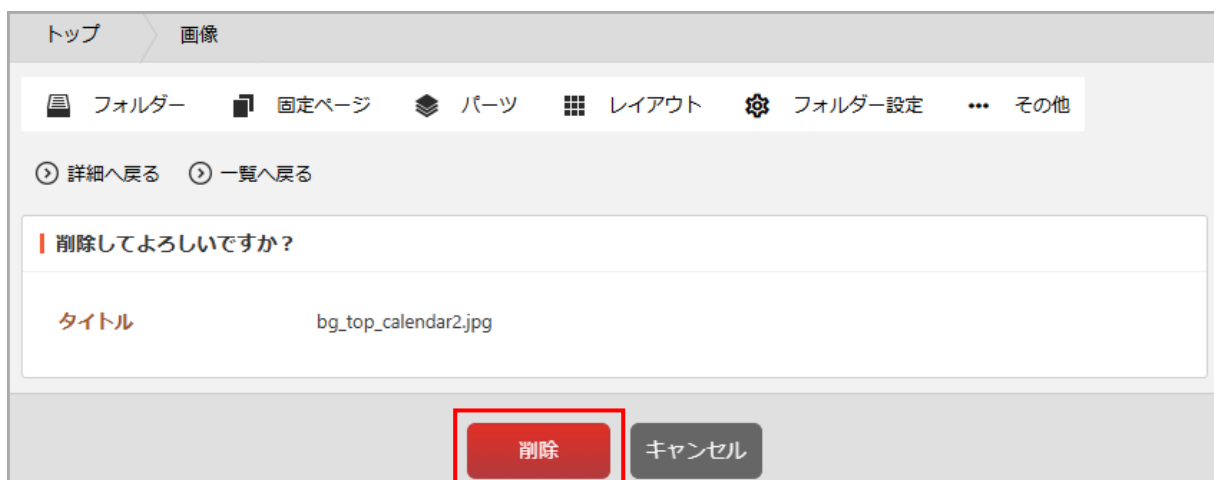 トップ 画像
フォルダー 固定ページ パーツ レイアウト フォルダー設定 その他
詳細へ戻る 一覧へ戻る
削除してよろしいですか？
タイトル bg_top_calendar2.jpg
削除 キャンセル